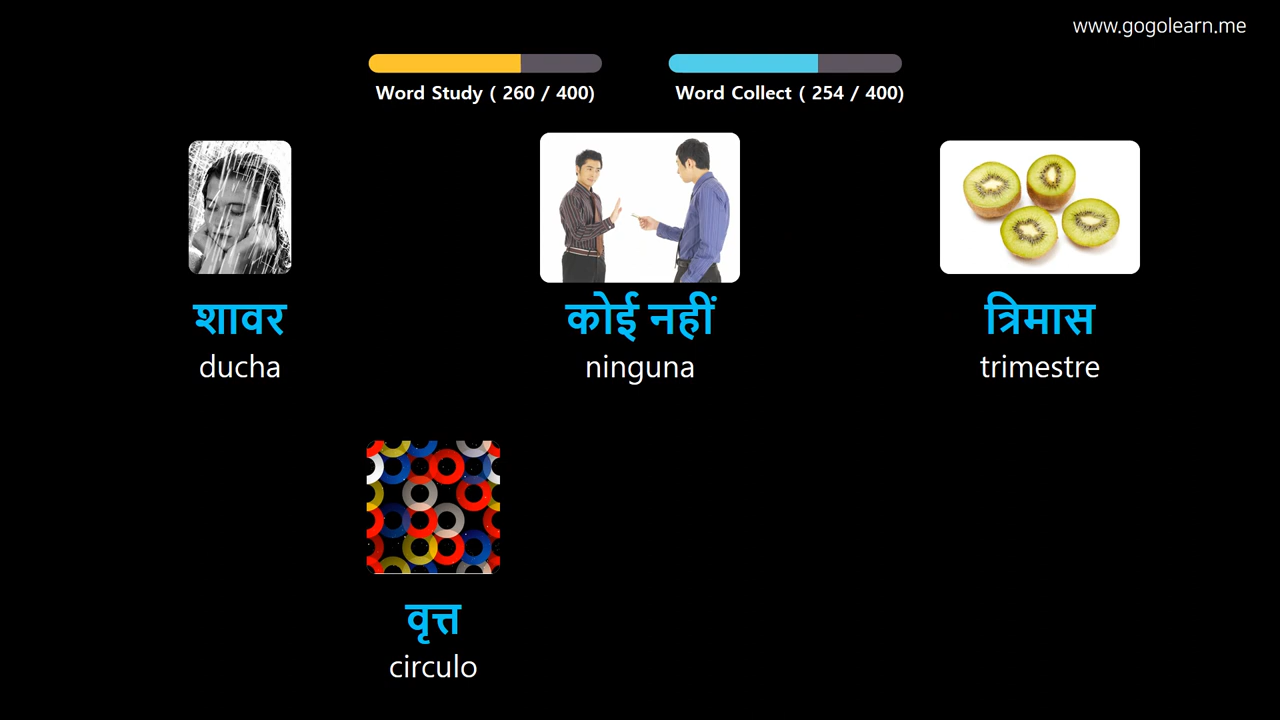 www.gogolearn.me
Word Study ( 260 / 400)
Word Collect ( 254 / 400)
शावर
ducha
कोई नहीं
ninguna
त्रिमास
trimestre
वृत्त
circulo